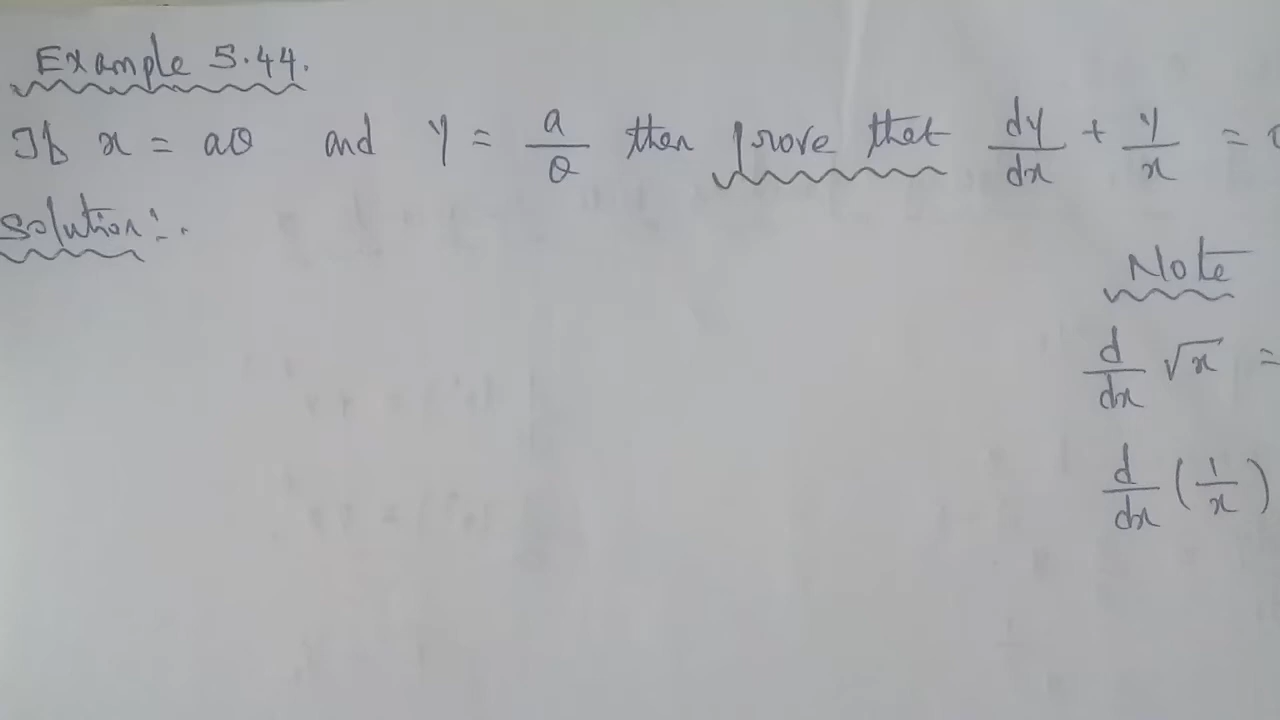 Example 5.44.
If x = aθ and y = a/θ then prove that dy/dx + y/x =
Solution:.
Note
d/dx √x =
d/dx (1/x)